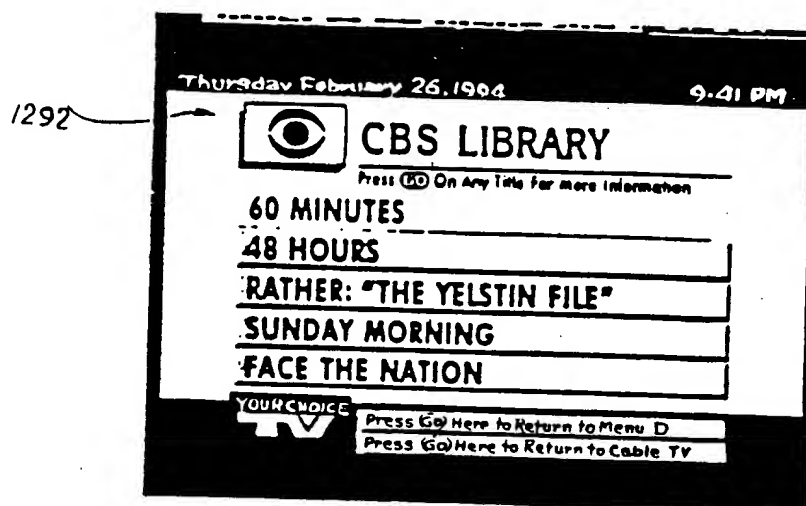 Thursday February 26, 1994 9:41 PM
1292
CBS LIBRARY
Press GO On Any Title for more Information
60 MINUTES
48 HOURS
RATHER: "THE YELSTIN FILE"
SUNDAY MORNING
FACE THE NATION
YOUR CHOICE
TV
Press Go Here to Return to Menu D
Press Go Here to Return to Cable TV